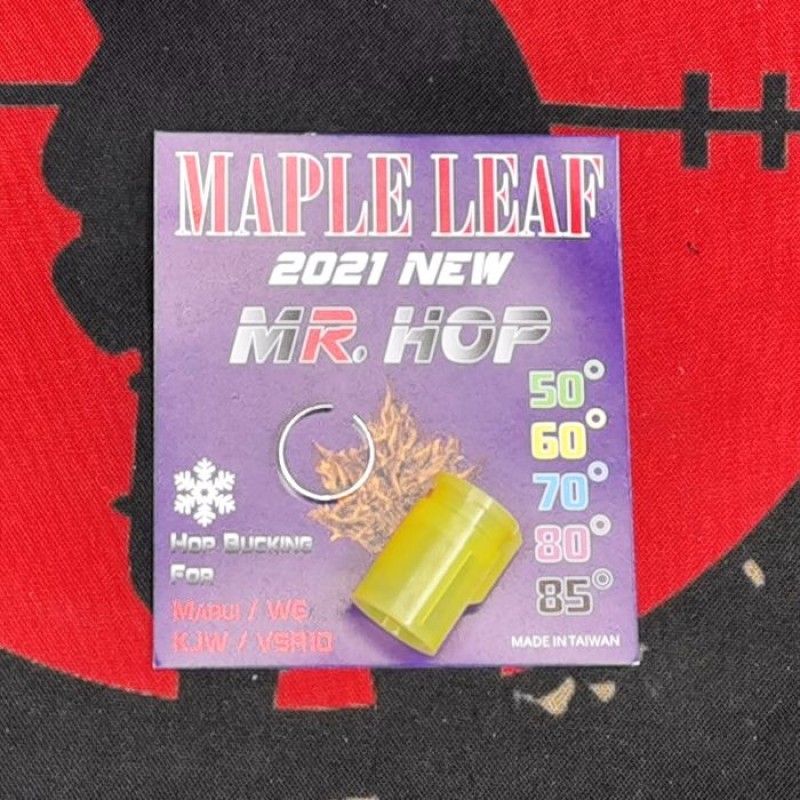 MAPLE LEAF
2021 NEW
MR. HOP
50°
60°
70°
80°
85°
HOP BUCKING
FOR
MARUI / WE
KJW / VSR10
MADE IN TAIWAN